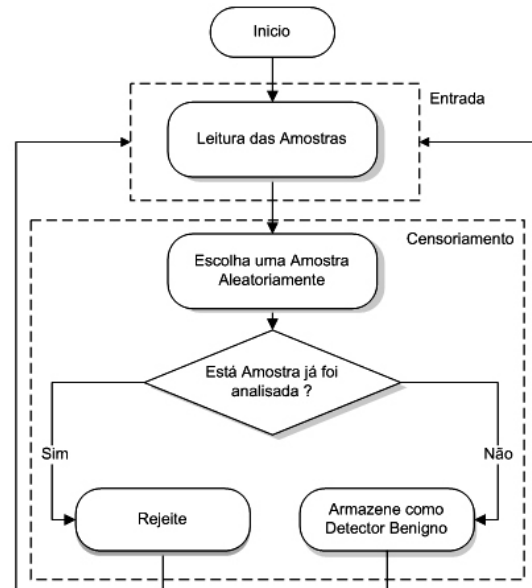 Inicio
Entrada
Leitura das Amostras
Censoriamento
Escolha uma Amostra
Aleatoriamente
Está Amostra já foi
analisada ?
Sim
Não
Rejeite
Armazene como
Detector Benigno